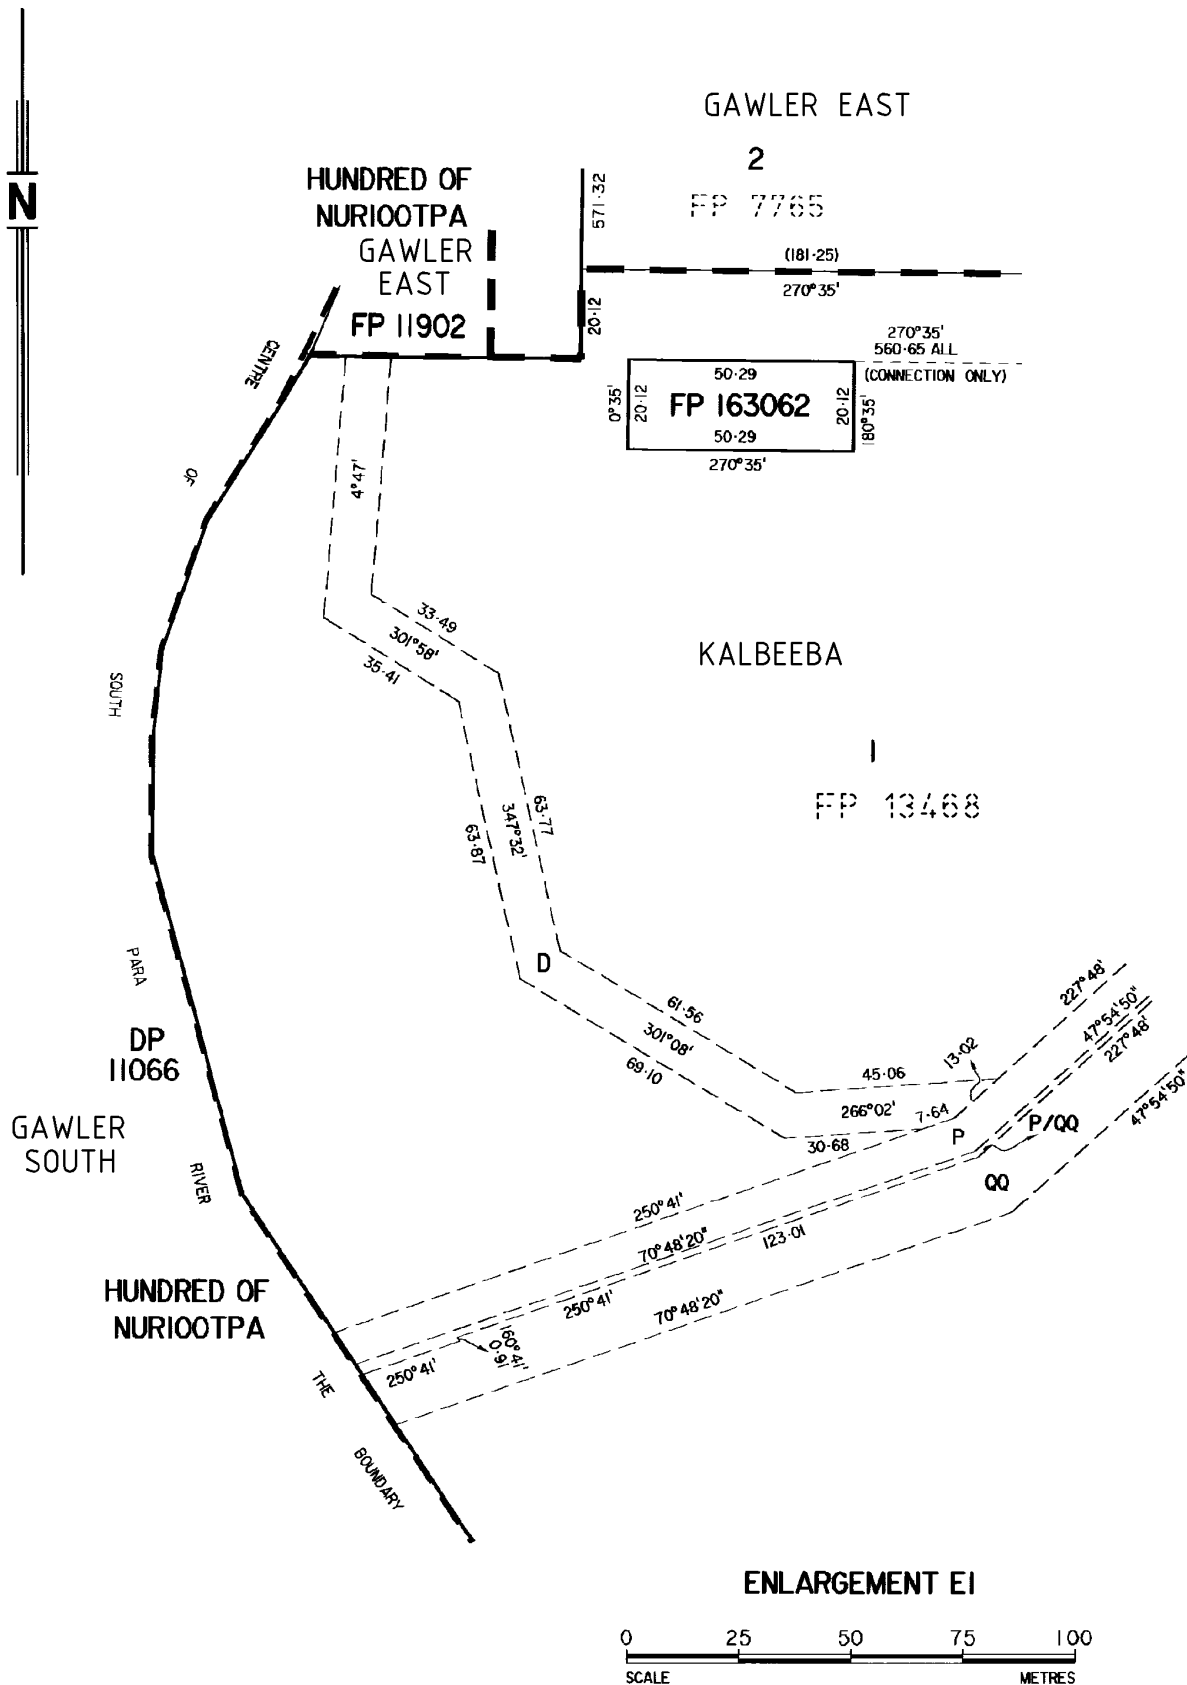 GAWLER EAST
2
FP 7765
N
HUNDRED OF
NURIOOTPA
GAWLER
EAST
FP 11902
571·32
(181·25)
270°35'
20·12
270°35'
560·65 ALL
(CONNECTION ONLY)
50·29
0°35'
20·12
FP 163062
20·12
180°35'
50·29
270°35'
CENTRE
OF
4°47'
33·49
301°58'
35·41
KALBEEBA
SOUTH
1
FP 13468
63·77
347°32'
63·87
D
PARA
227°48'
61·56
301°08'
69·10
47°54'50"
227°48'
13·02
DP
11066
45·06
266°02'
7·64
30·68
P
P/QQ
47°54'50"
GAWLER
SOUTH
RIVER
QQ
250°41'
70°48'20"
123·01
HUNDRED OF
NURIOOTPA
250°41'
70°48'20"
160°41'
0·91
250°41'
THE
BOUNDARY
ENLARGEMENT E1
0 25 50 75 100
SCALE METRES